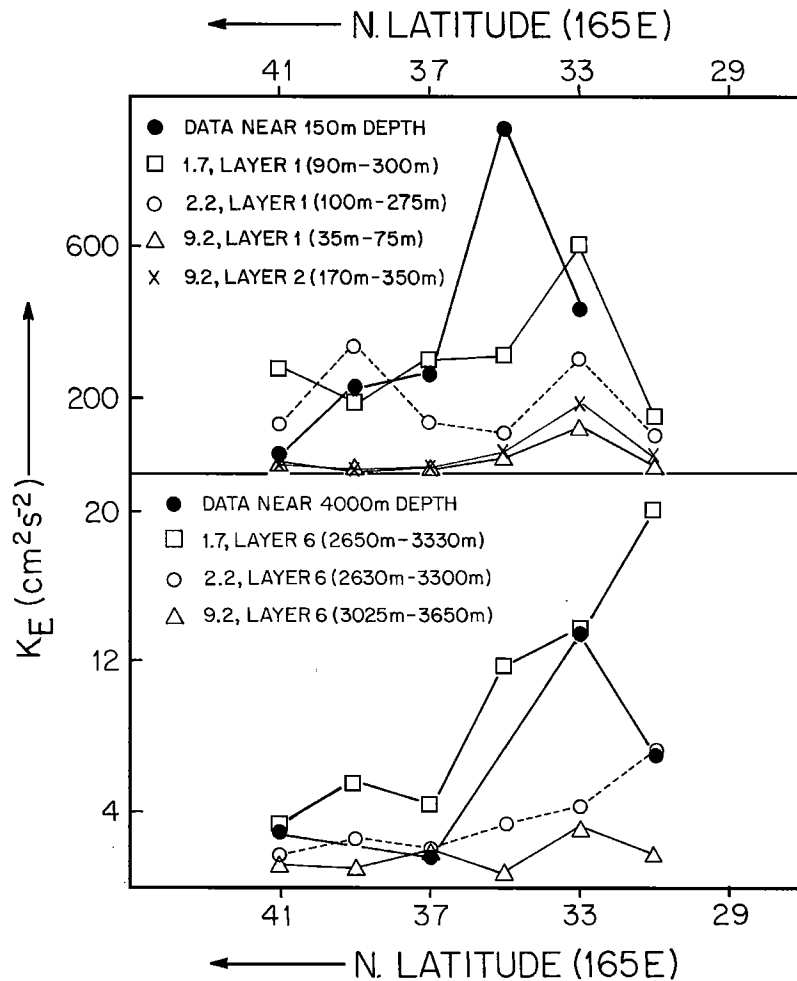 N. LATITUDE (165E)
41 37 33 29
DATA NEAR 150m DEPTH
1.7, LAYER 1 (90m-300m)
2.2, LAYER 1 (100m-275m)
9.2, LAYER 1 (35m-75m)
9.2, LAYER 2 (170m-350m)
600
200
DATA NEAR 4000m DEPTH
1.7, LAYER 6 (2650m-3330m)
2.2, LAYER 6 (2630m-3300m)
9.2, LAYER 6 (3025m-3650m)
20
12
4
K_E (cm²s⁻²)
41 37 33 29
N. LATITUDE (165E)